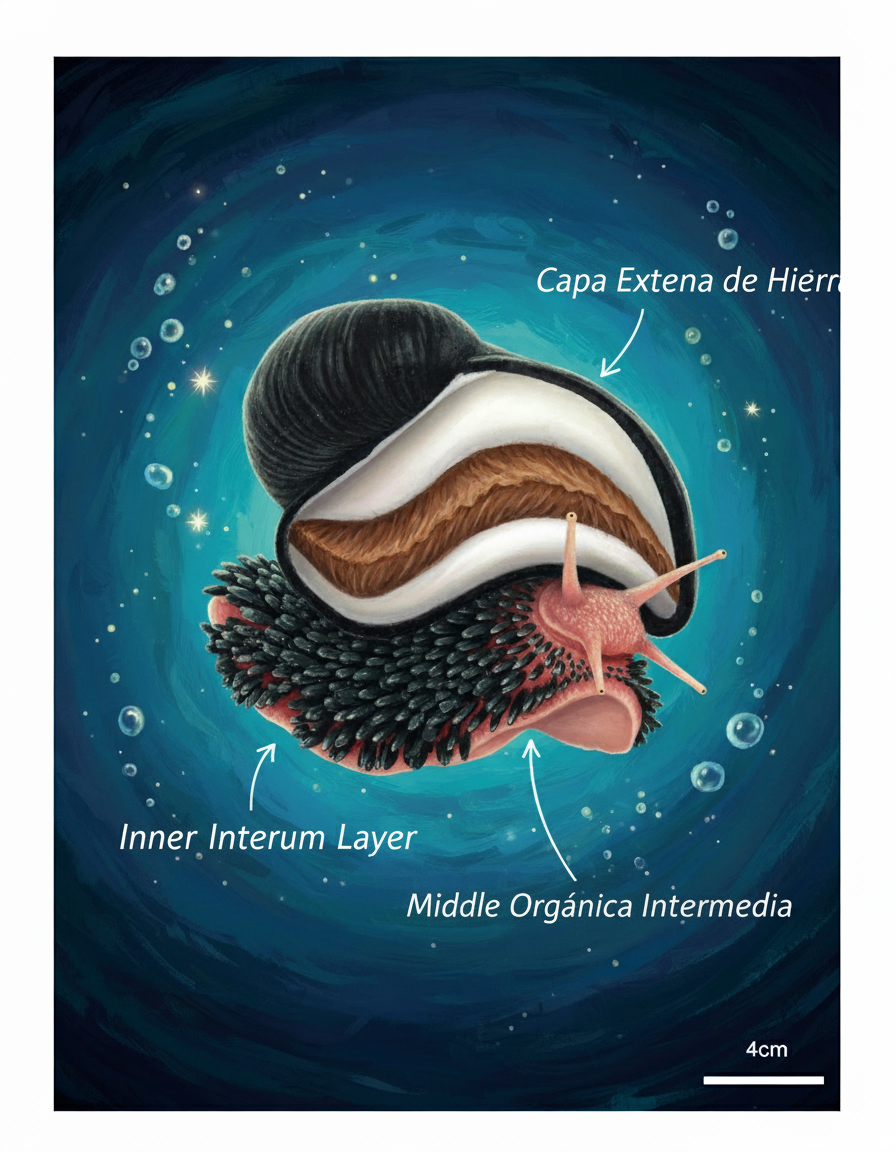 Capa Extena de Hierr
Inner Interum Layer
Middle Orgánica Intermedia
4cm